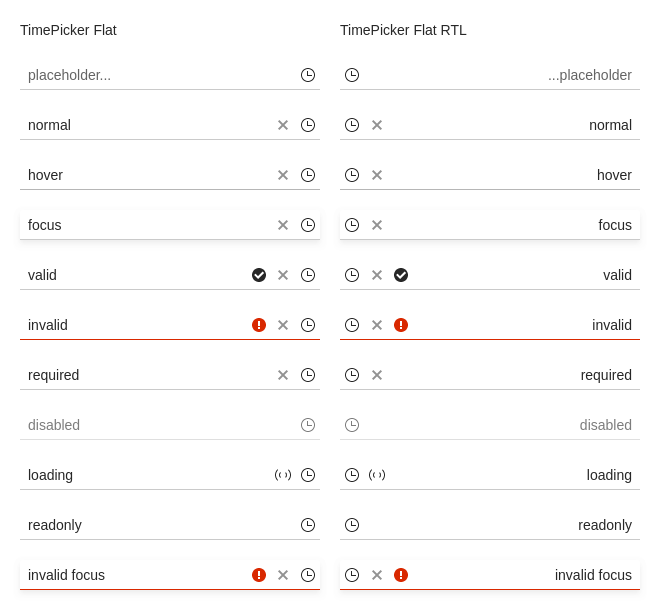 TimePicker Flat
placeholder...
normal
hover
focus
valid
invalid
required
disabled
loading
readonly
invalid focus
TimePicker Flat RTL
...placeholder
normal
hover
focus
valid
invalid
required
disabled
loading
readonly
invalid focus